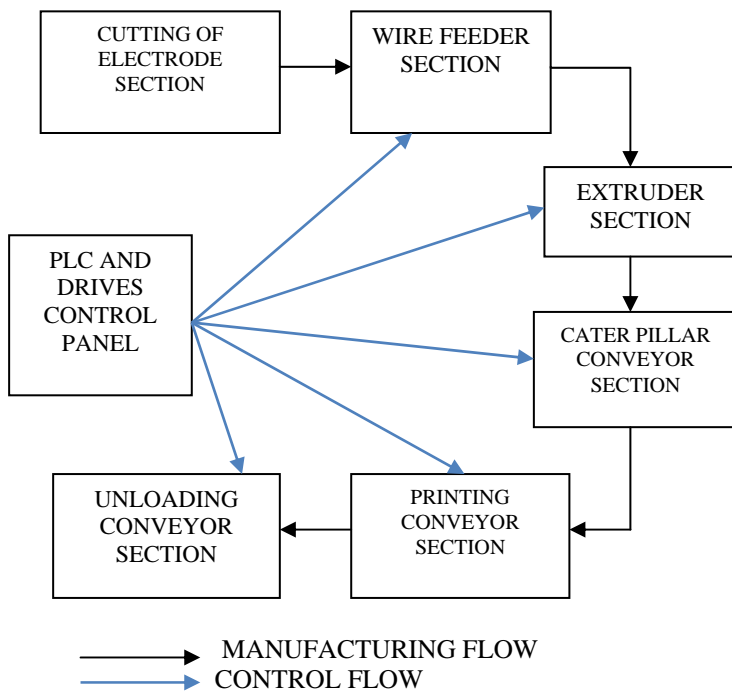 CUTTING OF
ELECTRODE
SECTION
WIRE FEEDER
SECTION
EXTRUDER
SECTION
PLC AND
DRIVES
CONTROL
PANEL
CATER PILLAR
CONVEYOR
SECTION
UNLOADING
CONVEYOR
SECTION
PRINTING
CONVEYOR
SECTION
MANUFACTURING FLOW
CONTROL FLOW